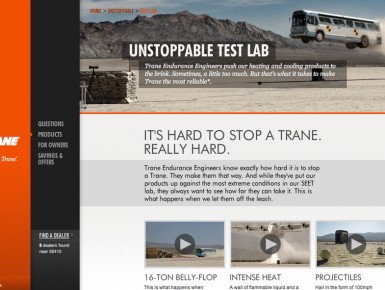 HOME > UNSTOPPABLE > TEST LAB
UNSTOPPABLE TEST LAB
Trane Endurance Engineers push our heating and cooling products
to the brink. Sometimes, a little too much. But that's what it takes to make
Trane the most reliable*.
ANE
Trane.
QUESTIONS
PRODUCTS
FOR OWNERS
SAVINGS &
OFFERS
FIND A DEALER >
5 dealers found
near 55410
IT'S HARD TO STOP A TRANE.
REALLY HARD.
Trane Endurance Engineers know exactly how hard it is to stop
a Trane. They make them that way. And while they've put our
products up against the most extreme conditions in our SEET
lab, they always want to see how far they can take it. This is
what happens when we let them off the leash.
16-TON BELLY-FLOP
This is what happens when
INTENSE HEAT
A wall of flammable liquid and a
PROJECTILES
Hail in the form of 100mph